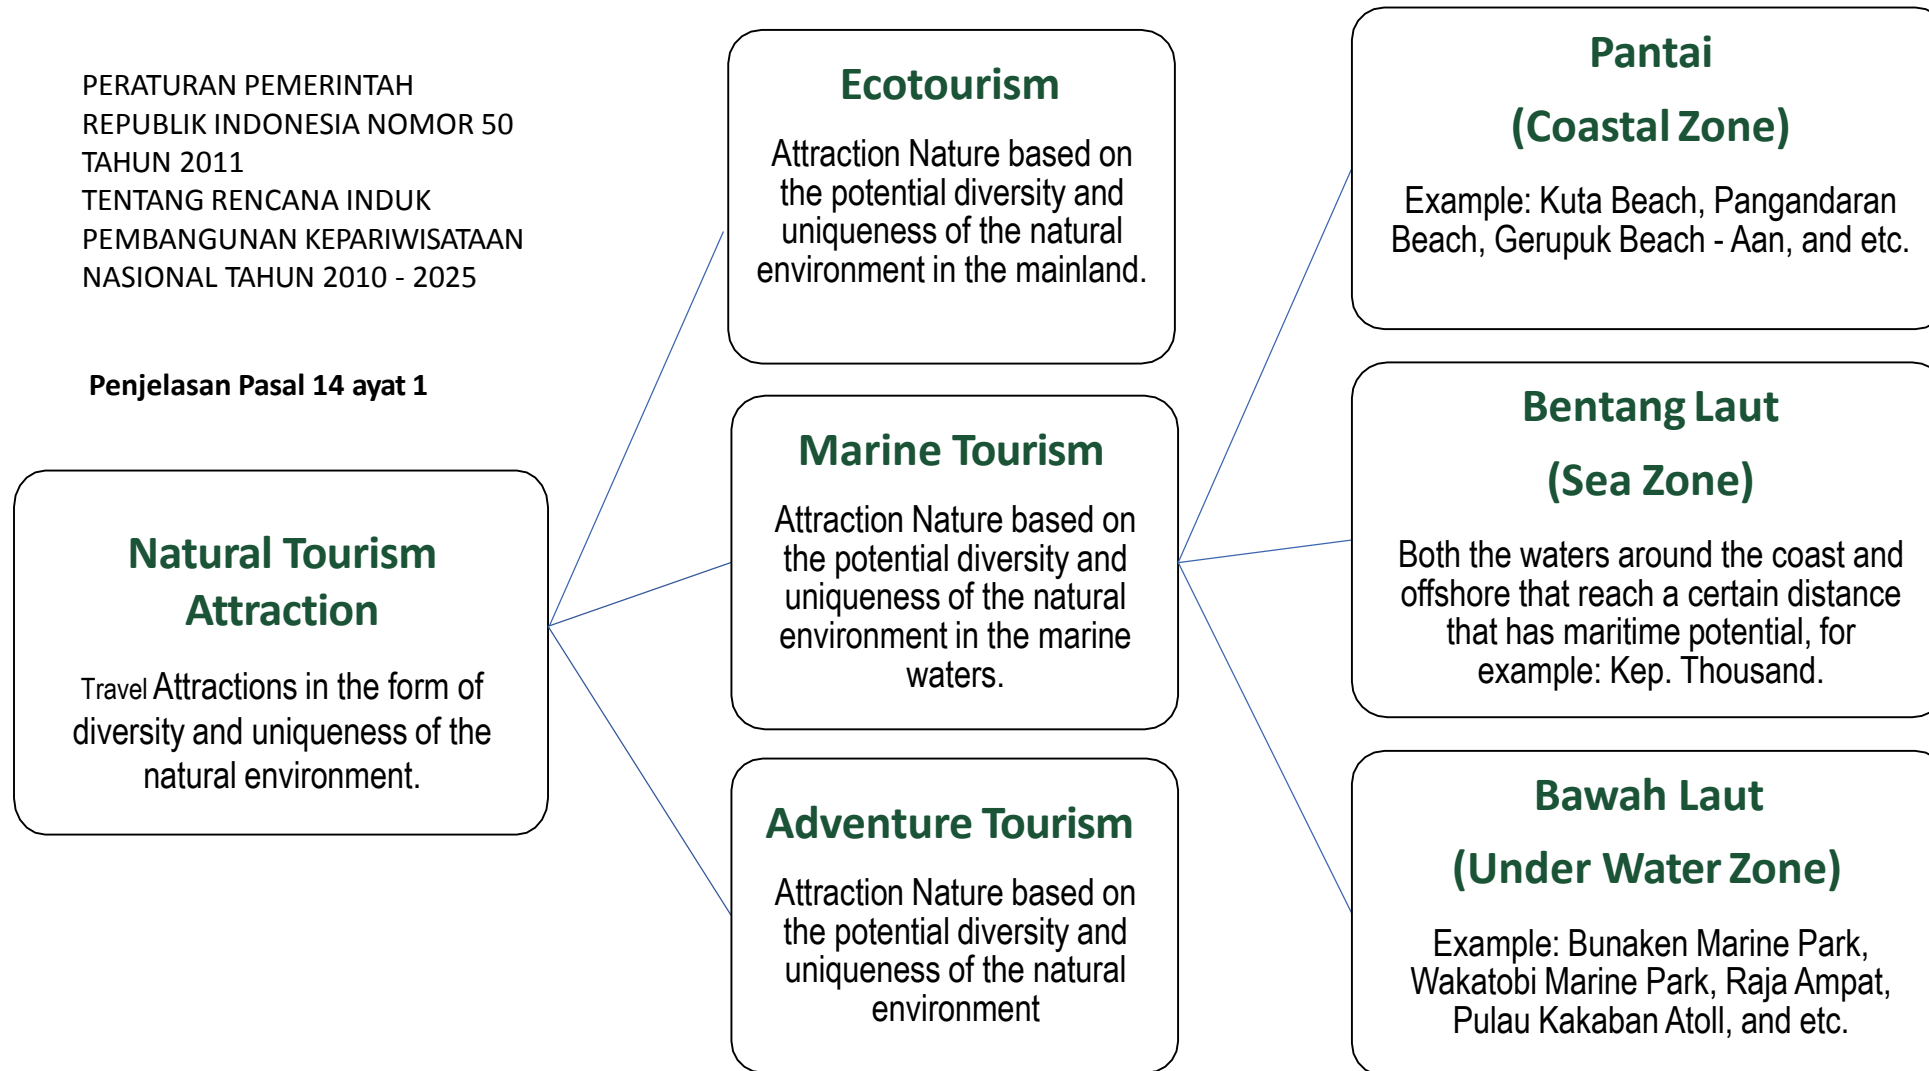 PERATURAN PEMERINTAH
REPUBLIK INDONESIA NOMOR 50
TAHUN 2011
TENTANG RENCANA INDUK
PEMBANGUNAN KEPARIWISATAAN
NASIONAL TAHUN 2010 - 2025
Penjelasan Pasal 14 ayat 1
Natural Tourism
Attraction
Travel Attractions in the form of
diversity and uniqueness of the
natural environment.
Ecotourism
Attraction Nature based on
the potential diversity and
uniqueness of the natural
environment in the mainland.
Marine Tourism
Attraction Nature based on
the potential diversity and
uniqueness of the natural
environment in the marine
waters.
Adventure Tourism
Attraction Nature based on
the potential diversity and
uniqueness of the natural
environment
Pantai
(Coastal Zone)
Example: Kuta Beach, Pangandaran
Beach, Gerupuk Beach - Aan, and etc.
Bentang Laut
(Sea Zone)
Both the waters around the coast and
offshore that reach a certain distance
that has maritime potential, for
example: Kep. Thousand.
Bawah Laut
(Under Water Zone)
Example: Bunaken Marine Park,
Wakatobi Marine Park, Raja Ampat,
Pulau Kakaban Atoll, and etc.